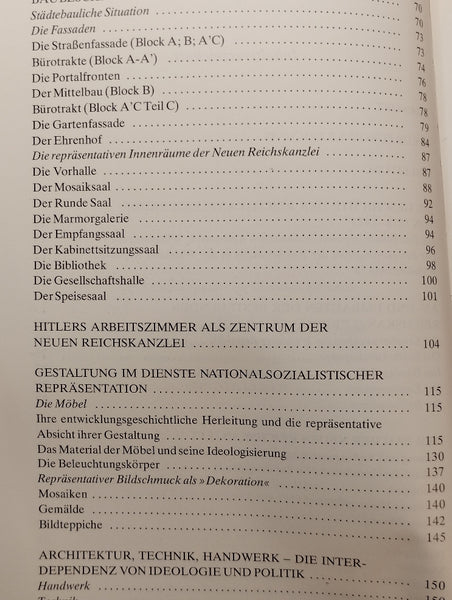 70
Städtebauliche Situation 70
Die Fassaden 73
Die Straßenfassade (Block A; B; A'C) 73
Bürotrakte (Block A-A') 74
Die Portalfronten 76
Der Mittelbau (Block B) 78
Bürotrakt (Block A'C Teil C) 78
Die Gartenfassade 79
Der Ehrenhof 84
Die repräsentativen Innenräume der Neuen Reichskanzlei 87
Die Vorhalle 87
Der Mosaiksaal 88
Der Runde Saal 92
Die Marmorgalerie 94
Der Empfangssaal 94
Der Kabinettsitzungssaal 96
Die Bibliothek 98
Die Gesellschaftshalle 100
Der Speisesaal 101
HITLERS ARBEITSZIMMER ALS ZENTRUM DER
NEUEN REICHSKANZLEI 104
GESTALTUNG IM DIENSTE NATIONALSOZIALISTISCHER
REPRÄSENTATION 115
Die Möbel 115
Ihre entwicklungsgeschichtliche Herleitung und die repräsentative
Absicht ihrer Gestaltung 115
Das Material der Möbel und seine Ideologisierung 130
Die Beleuchtungskörper 137
Repräsentativer Bildschmuck als »Dekoration« 140
Mosaiken 140
Gemälde 142
Bildteppiche 145
ARCHITEKTUR, TECHNIK, HANDWERK – DIE INTER-
DEPENDENZ VON IDEOLOGIE UND POLITIK 150
Handwerk 150